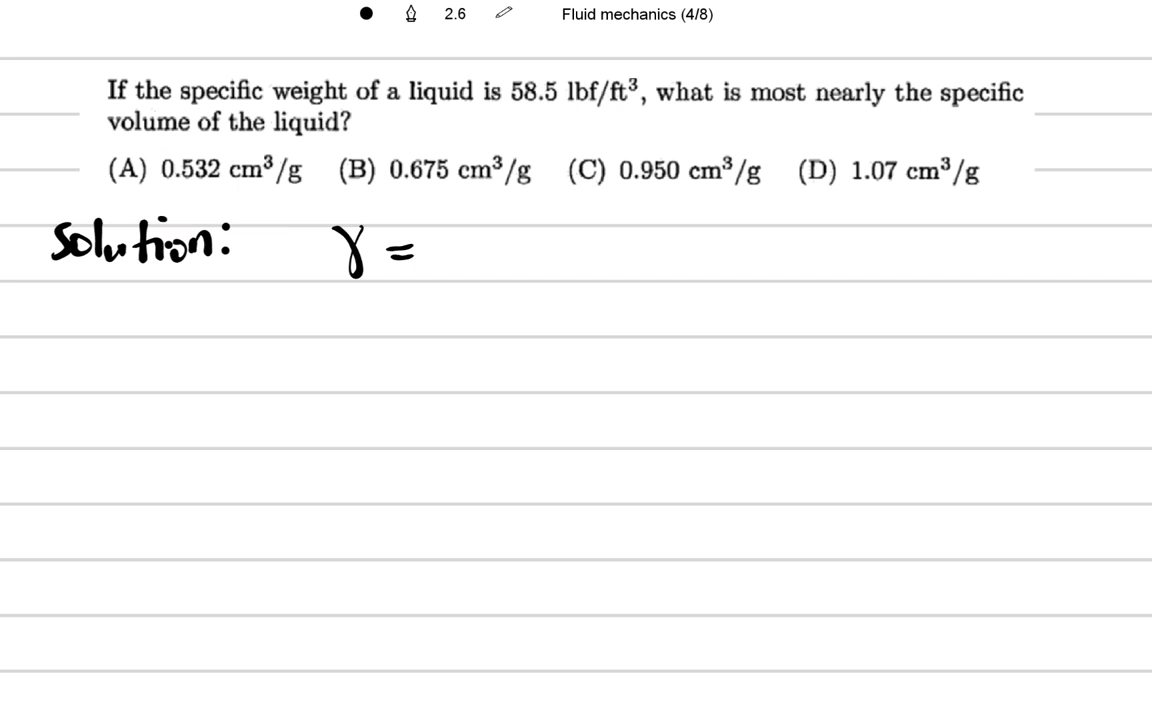 2.6 Fluid mechanics (4/8)
If the specific weight of a liquid is 58.5 lbf/ft³, what is most nearly the specific
volume of the liquid?
(A) 0.532 cm³/g (B) 0.675 cm³/g (C) 0.950 cm³/g (D) 1.07 cm³/g
Solution: γ =